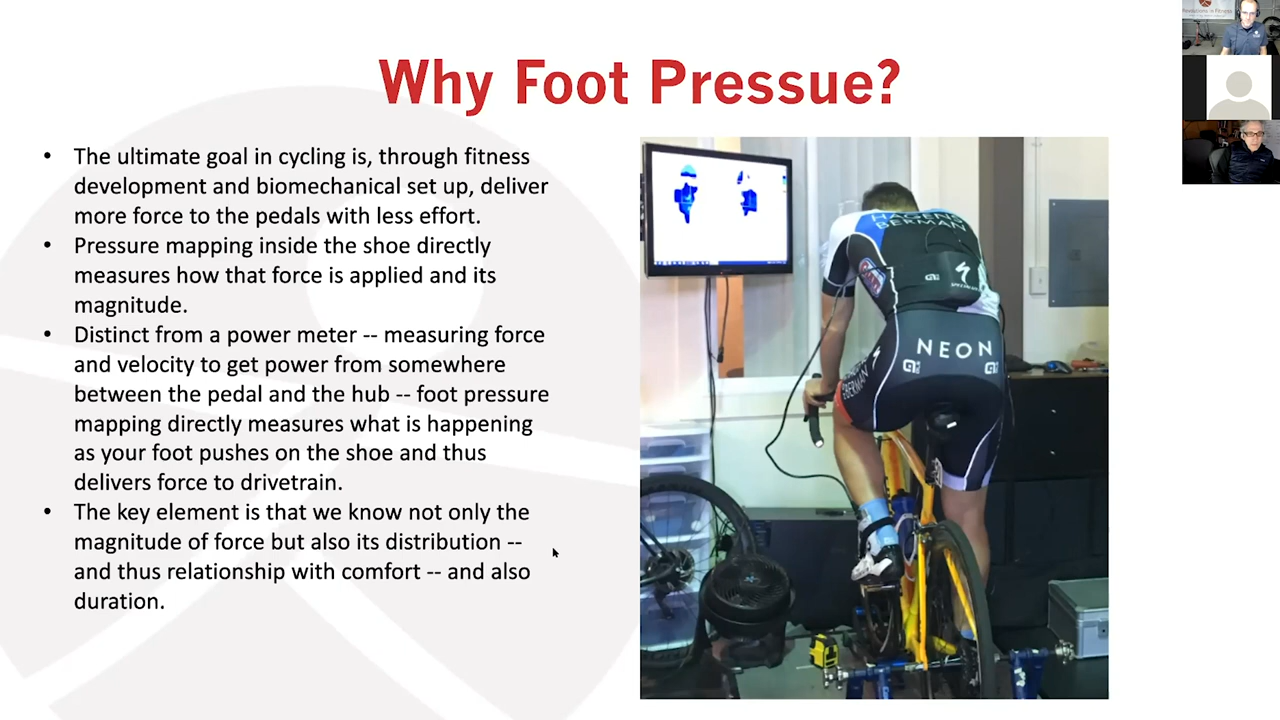 Why Foot Pressue?
• The ultimate goal in cycling is, through fitness
development and biomechanical set up, deliver
more force to the pedals with less effort.
• Pressure mapping inside the shoe directly
measures how that force is applied and its
magnitude.
• Distinct from a power meter -- measuring force
and velocity to get power from somewhere
between the pedal and the hub -- foot pressure
mapping directly measures what is happening
as your foot pushes on the shoe and thus
delivers force to drivetrain.
• The key element is that we know not only the
magnitude of force but also its distribution --
and thus relationship with comfort -- and also
duration.
HAGENS
BERMAN
NEON
BERMAN